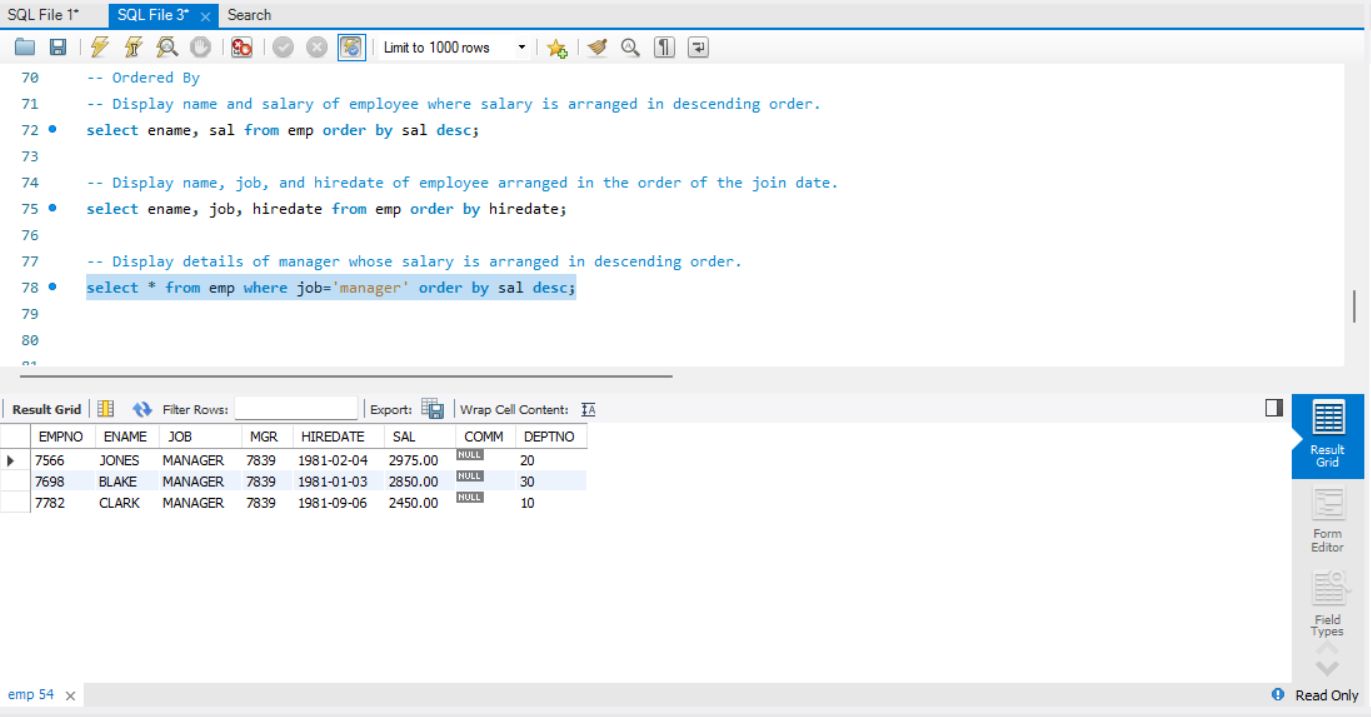 SQL File 1* SQL File 3* × Search
Limit to 1000 rows
70 -- Ordered By
71 -- Display name and salary of employee where salary is arranged in descending order.
72 select ename, sal from emp order by sal desc;
73
74 -- Display name, job, and hiredate of employee arranged in the order of the join date.
75 select ename, job, hiredate from emp order by hiredate;
76
77 -- Display details of manager whose salary is arranged in descending order.
78 select * from emp where job='manager' order by sal desc;
79
80
Result Grid Filter Rows: Export: Wrap Cell Content: IA
EMPNO ENAME JOB MGR HIREDATE SAL COMM DEPTNO
7566 JONES MANAGER 7839 1981-02-04 2975.00 NULL 20
7698 BLAKE MANAGER 7839 1981-01-03 2850.00 NULL 30
7782 CLARK MANAGER 7839 1981-09-06 2450.00 NULL 10
Result
Grid
Form
Editor
Field
Types
emp 54 × Read Only